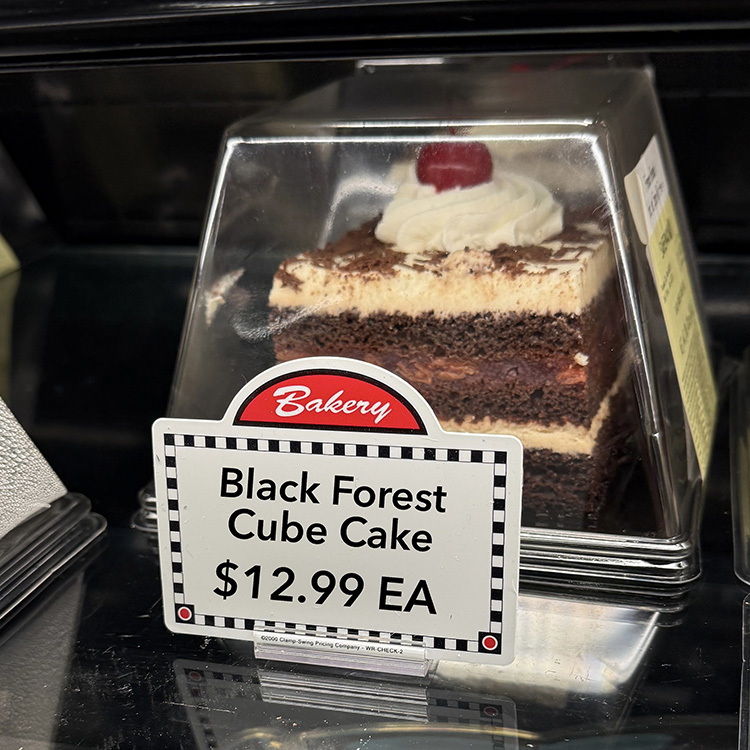 Bakery
Black Forest
Cube Cake
$12.99 EA
©2000 Clamp-Swing Pricing Company - WR-CHECK-2